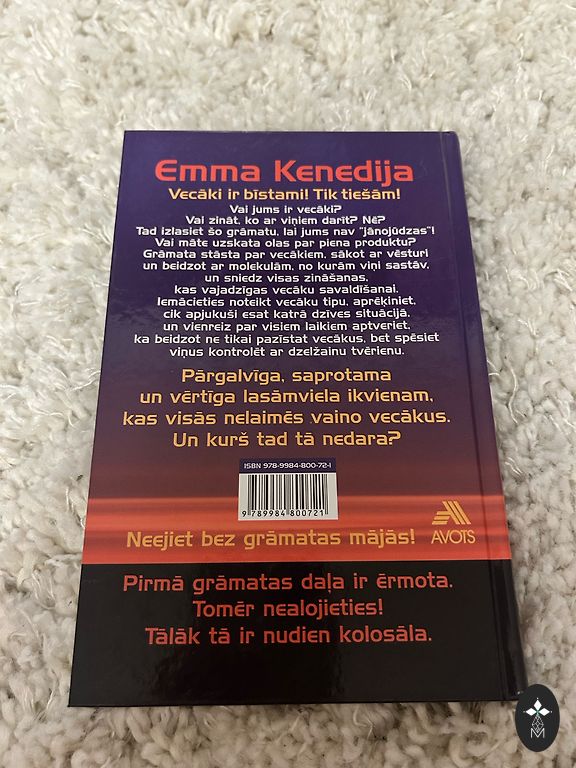 Emma Kenedija
Vecāki ir bīstami! Tik tiešām!
Vai jums ir vecāki?
Vai zināt, ko ar viņiem darīt? Nē?
Tad izlasiet šo grāmatu, lai jums nav "jānojūdzas"!
Vai māte uzskata olas par piena produktu?
Grāmata stāsta par vecākiem, sākot ar vēsturi
un beidzot ar molekulām, no kurām viņi sastāv,
un sniedz visas zināšanas,
kas vajadzīgas vecāku savaldīšanai.
Iemācieties noteikt vecāku tipu, aprēķiniet,
cik apjukuši esat katrā dzīves situācijā,
un vienreiz par visiem laikiem aptveriet,
ka beidzot ne tikai pazīstat vecākus, bet spēsiet
viņus kontrolēt ar dzelžainu tvērienu.
Pārgalvīga, saprotama
un vērtīga lasāmviela ikvienam,
kas visās nelaimēs vaino vecākus.
Un kurš tad tā nedara?
ISBN 978-9984-800-72-1
9 789984 800721
Neejiet bez grāmatas mājās!
AVOTS
Pirmā grāmatas daļa ir ērmota.
Tomēr nealojieties!
Tālāk tā ir nudien kolosāla.
M